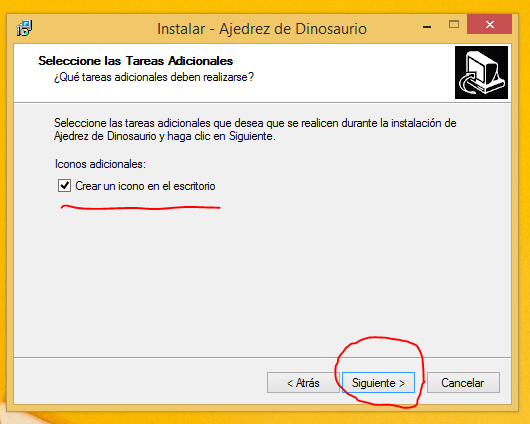 Instalar - Ajedrez de Dinosaurio
Seleccione las Tareas Adicionales
¿Qué tareas adicionales deben realizarse?
Seleccione las tareas adicionales que desea que se realicen durante la instalación de
Ajedrez de Dinosaurio y haga clic en Siguiente.
Iconos adicionales:
Crear un icono en el escritorio
< Atrás
Siguiente >
Cancelar